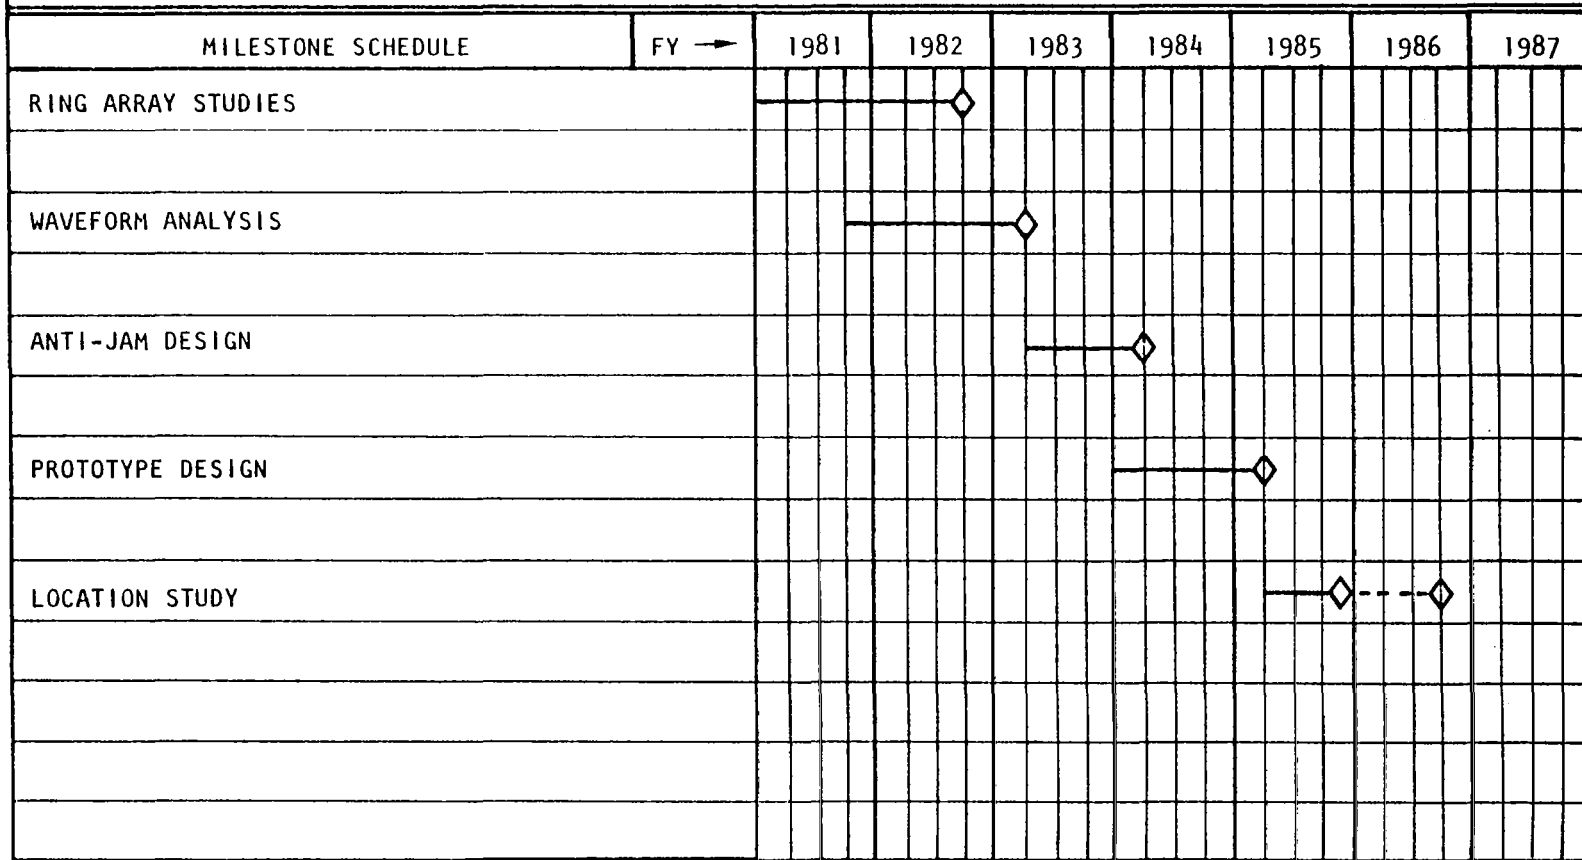 MILESTONE SCHEDULE FY → 1981 1982 1983 1984 1985 1986 1987
RING ARRAY STUDIES
WAVEFORM ANALYSIS
ANTI-JAM DESIGN
PROTOTYPE DESIGN
LOCATION STUDY